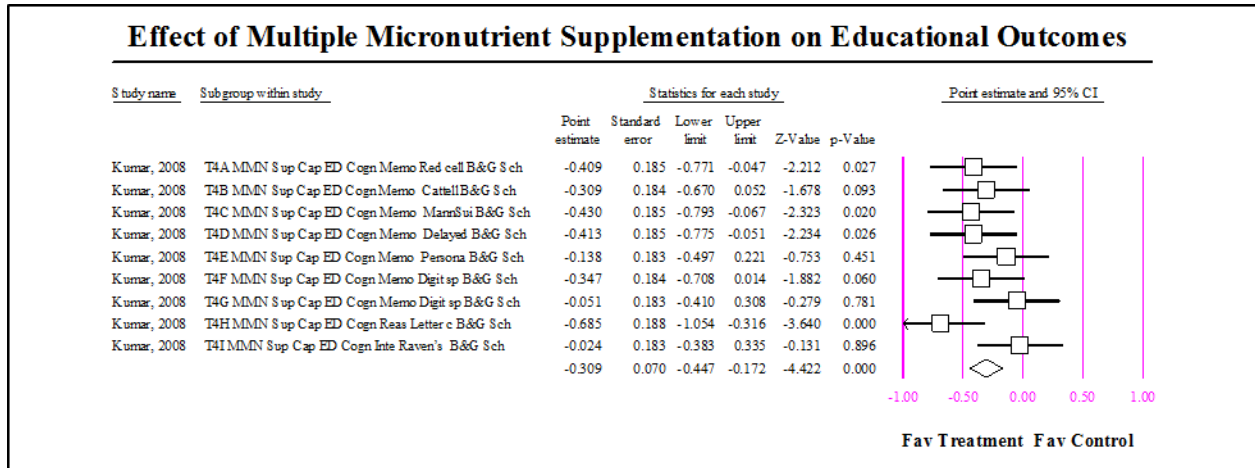 Effect of Multiple Micronutrient Supplementation on Educational Outcomes
Study name Subgroup within study Statistics for each study Point estimate and 95% CI
Point Standard Lower Upper
estimate error limit limit Z-Value p-Value
Kumar, 2008 T4A MMN Sup Cap ED Cogn Memo Red cell B&G Sch -0.409 0.185 -0.771 -0.047 -2.212 0.027
Kumar, 2008 T4B MMN Sup Cap ED Cogn Memo Cattell B&G Sch -0.309 0.184 -0.670 0.052 -1.678 0.093
Kumar, 2008 T4C MMN Sup Cap ED Cogn Memo MannSui B&G Sch -0.430 0.185 -0.793 -0.067 -2.323 0.020
Kumar, 2008 T4D MMN Sup Cap ED Cogn Memo Delayed B&G Sch -0.413 0.185 -0.775 -0.051 -2.234 0.026
Kumar, 2008 T4E MMN Sup Cap ED Cogn Memo Persona B&G Sch -0.138 0.183 -0.497 0.221 -0.753 0.451
Kumar, 2008 T4F MMN Sup Cap ED Cogn Memo Digit sp B&G Sch -0.347 0.184 -0.708 0.014 -1.882 0.060
Kumar, 2008 T4G MMN Sup Cap ED Cogn Memo Digit sp B&G Sch -0.051 0.183 -0.410 0.308 -0.279 0.781
Kumar, 2008 T4H MMN Sup Cap ED Cogn Reas Letter c B&G Sch -0.685 0.188 -1.054 -0.316 -3.640 0.000
Kumar, 2008 T4I MMN Sup Cap ED Cogn Inte Raven's B&G Sch -0.024 0.183 -0.383 0.335 -0.131 0.896
-0.309 0.070 -0.447 -0.172 -4.422 0.000
-1.00 -0.50 0.00 0.50 1.00
Fav Treatment Fav Control